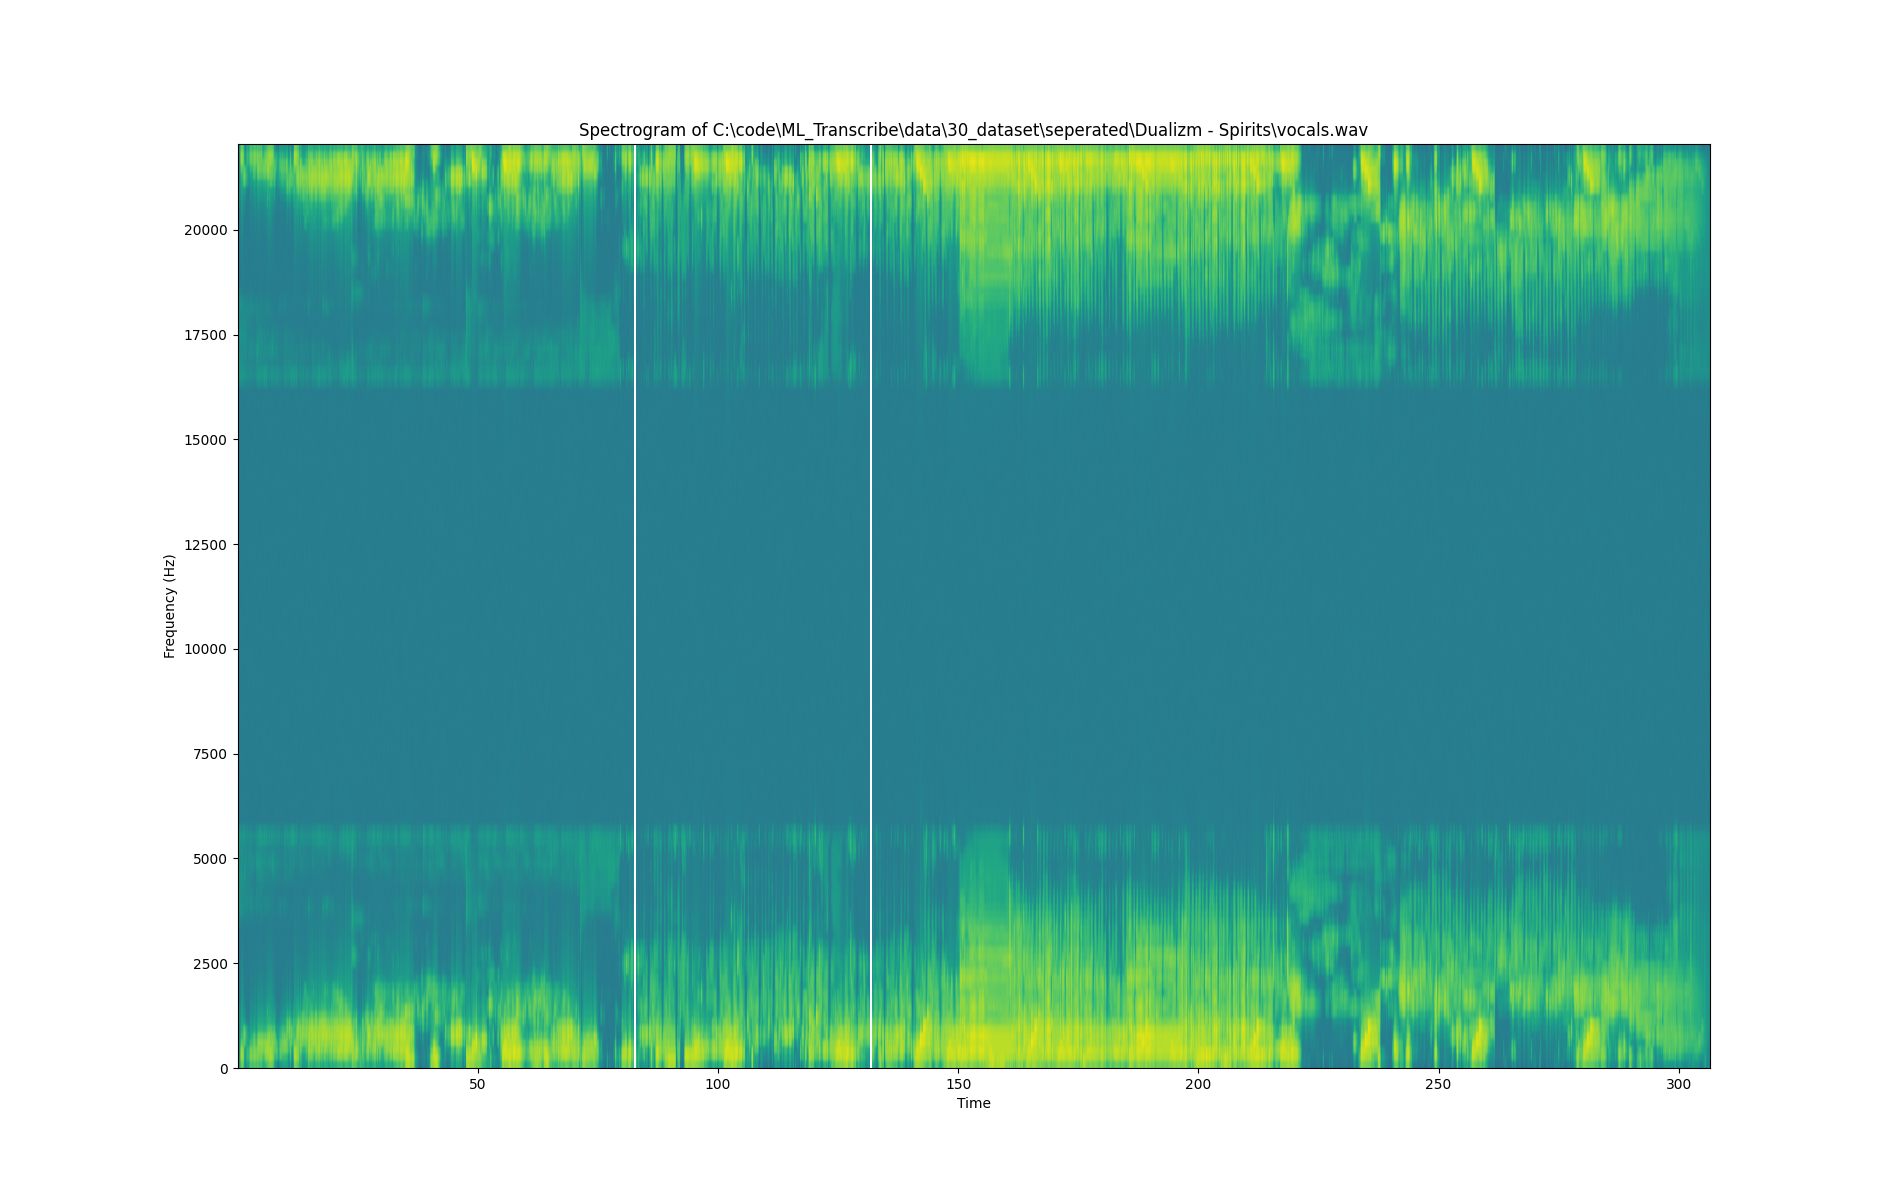 Spectrogram of C:\code\ML_Transcribe\data\30_dataset\seperated\Dualizm - Spirits\vocals.wav
20000
17500
15000
12500
10000
7500
5000
2500
0
Frequency (Hz)
50 100 150 200 250 300
Time